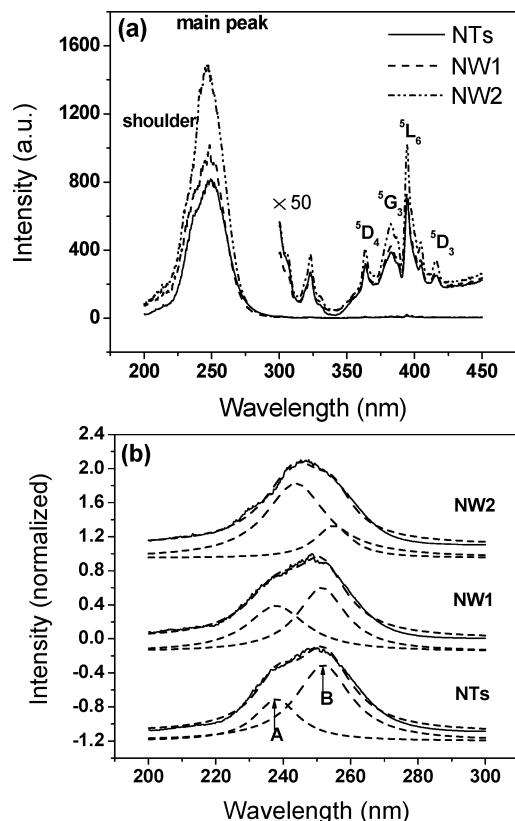 (a)
main peak
shoulder
NTs
NW1
NW2
× 50
⁵D₄
⁵G₃
⁵L₆
⁵D₃
1600
1200
800
400
0
Intensity (a.u.)
200 250 300 350 400 450
Wavelength (nm)
(b)
2.4
2.0
1.6
1.2
0.8
0.4
0.0
-0.4
-0.8
-1.2
Intensity (normalized)
NW2
NW1
NTs
A
B
200 220 240 260 280 300
Wavelength (nm)